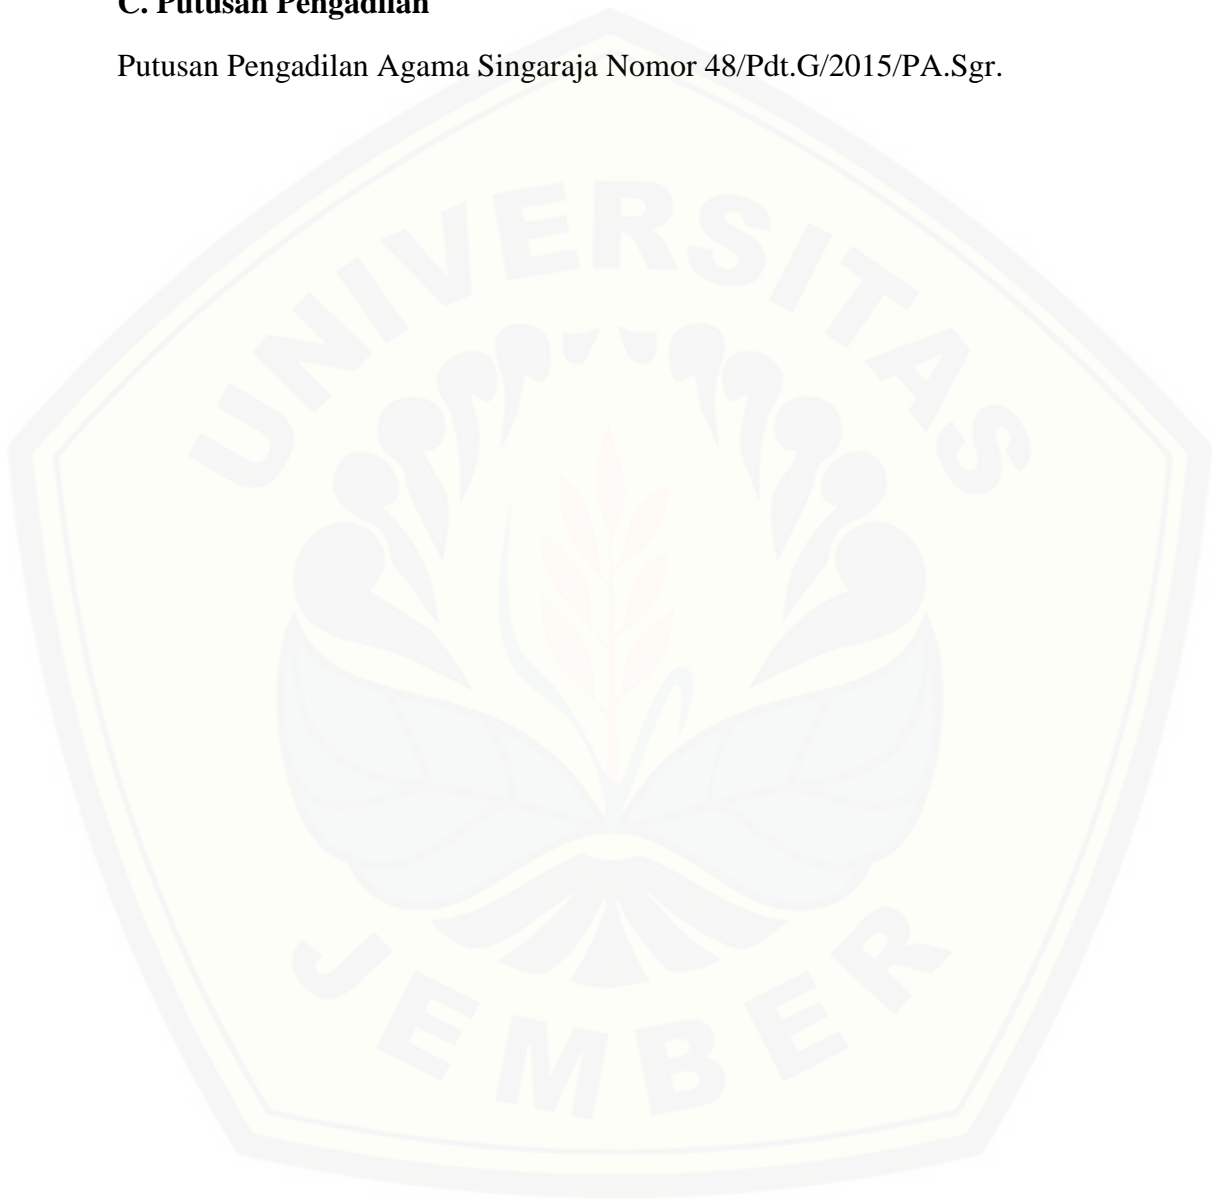 C. Putusan Pengadilan
Putusan Pengadilan Agama Singaraja Nomor 48/Pdt.G/2015/PA.Sgr.
UNIVERSITAS
JEMBER